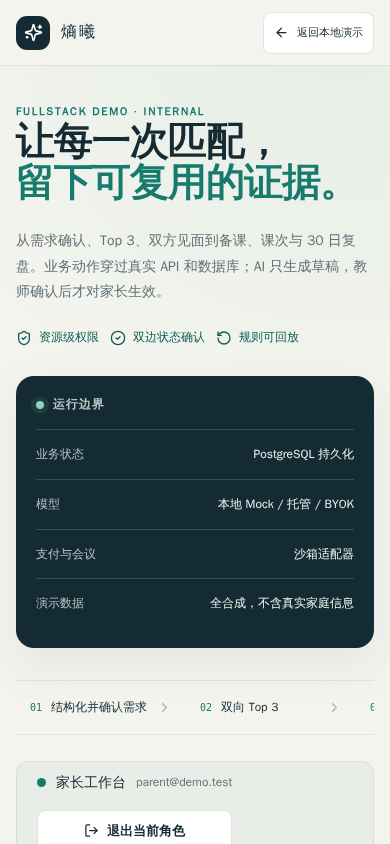 熵曦
返回本地演示
FULLSTACK DEMO · INTERNAL
让每一次匹配，
留下可复用的证据。
从需求确认、Top 3、双方见面到备课、课次与 30 日复
盘。业务动作穿过真实 API 和数据库；AI 只生成草稿，教
师确认后才对家长生效。
资源级权限 双边状态确认 规则可回放
运行边界
业务状态 PostgreSQL 持久化
模型 本地 Mock / 托管 / BYOK
支付与会议 沙箱适配器
演示数据 全合成，不含真实家庭信息
01 结构化并确认需求 02 双向 Top 3
家长工作台 parent@demo.test
退出当前角色